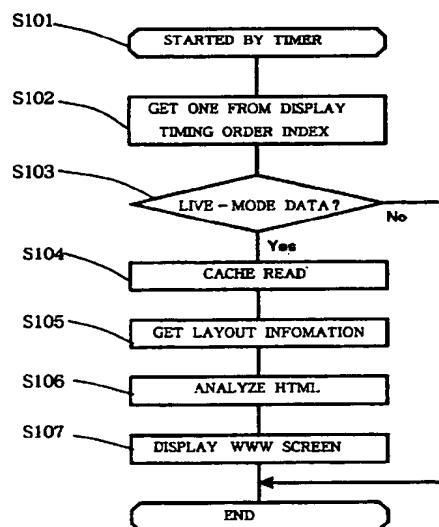 S101
STARTED BY TIMER
S102
GET ONE FROM DISPLAY
TIMING ORDER INDEX
S103
LIVE-MODE DATA?
No
Yes
S104
CACHE READ
S105
GET LAYOUT INFOMATION
S106
ANALYZE HTML
S107
DISPLAY WWW SCREEN
END